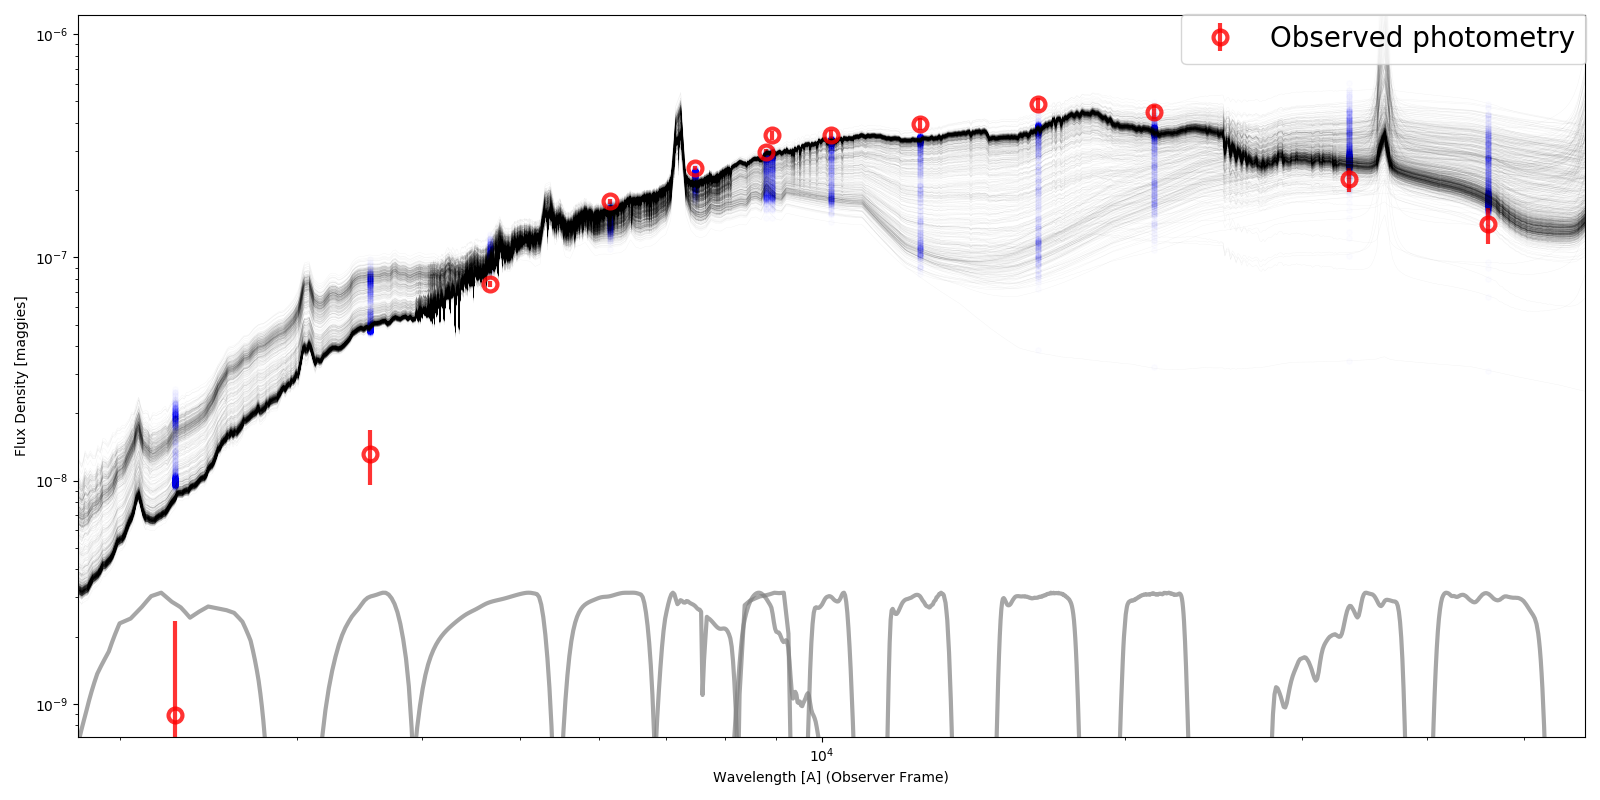 Observed photometry
10⁻⁶
10⁻⁷
10⁻⁸
10⁻⁹
Flux Density [maggies]
10⁴
Wavelength [A] (Observer Frame)